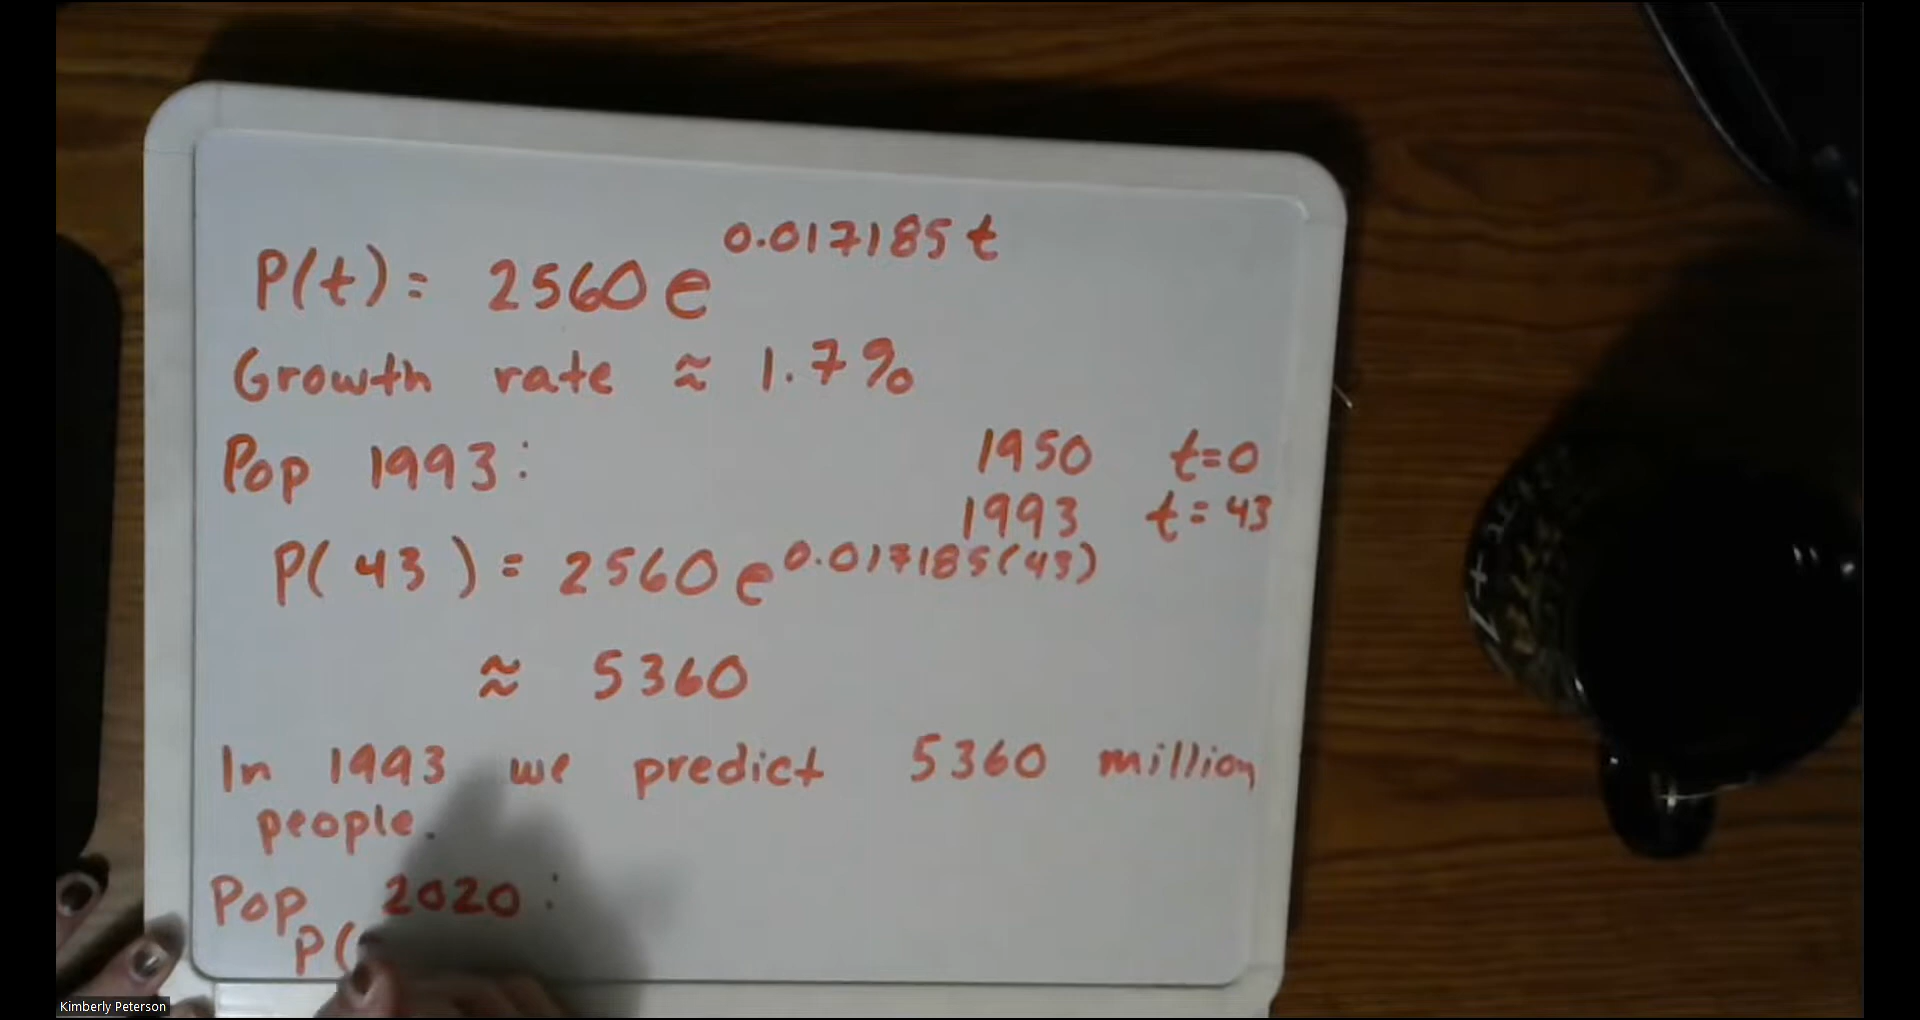 P(t) = 2560 e^0.017185t
Growth rate ≈ 1.7%
Pop 1993:
1950 t=0
1993 t=43
P(43) = 2560 e^0.017185(43)
≈ 5360
In 1993 we predict 5360 million
people.
Pop 2020:
P(
Kimberly Peterson